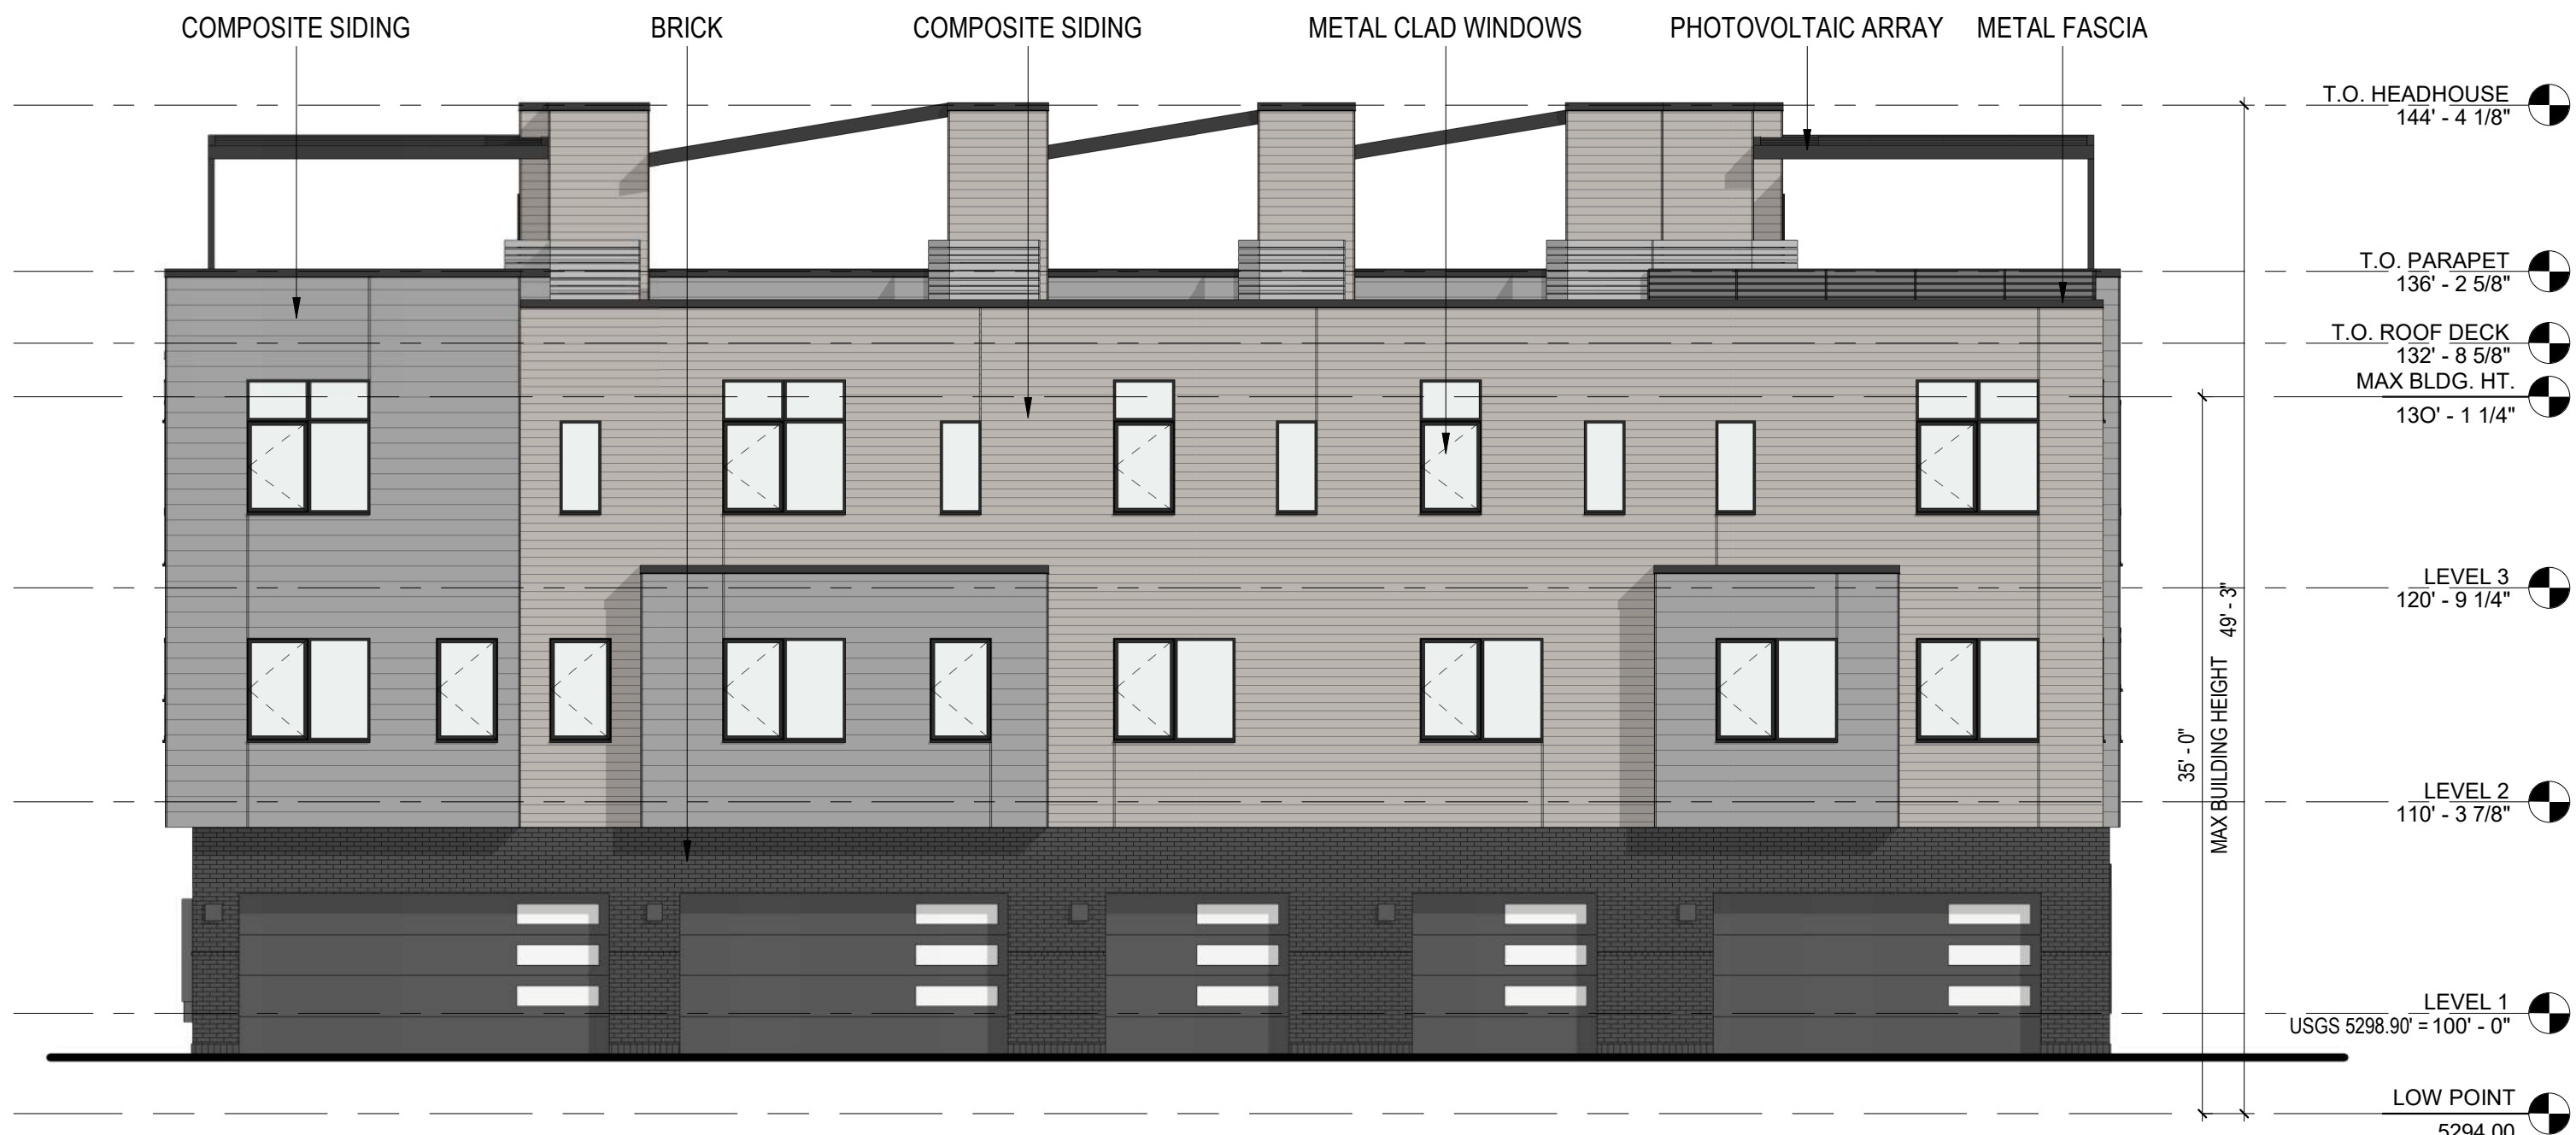 COMPOSITE SIDING
BRICK
COMPOSITE SIDING
METAL CLAD WINDOWS
PHOTOVOLTAIC ARRAY
METAL FASCIA
T.O. HEADHOUSE
144' - 4 1/8"
T.O. PARAPET
136' - 2 5/8"
T.O. ROOF DECK
132' - 8 5/8"
MAX BLDG. HT.
13O' - 1 1/4"
LEVEL 3
120' - 9 1/4"
49' - 3"
35' - 0"
MAX BUILDING HEIGHT
LEVEL 2
110' - 3 7/8"
LEVEL 1
USGS 5298.90' = 100' - 0"
LOW POINT
5294.00